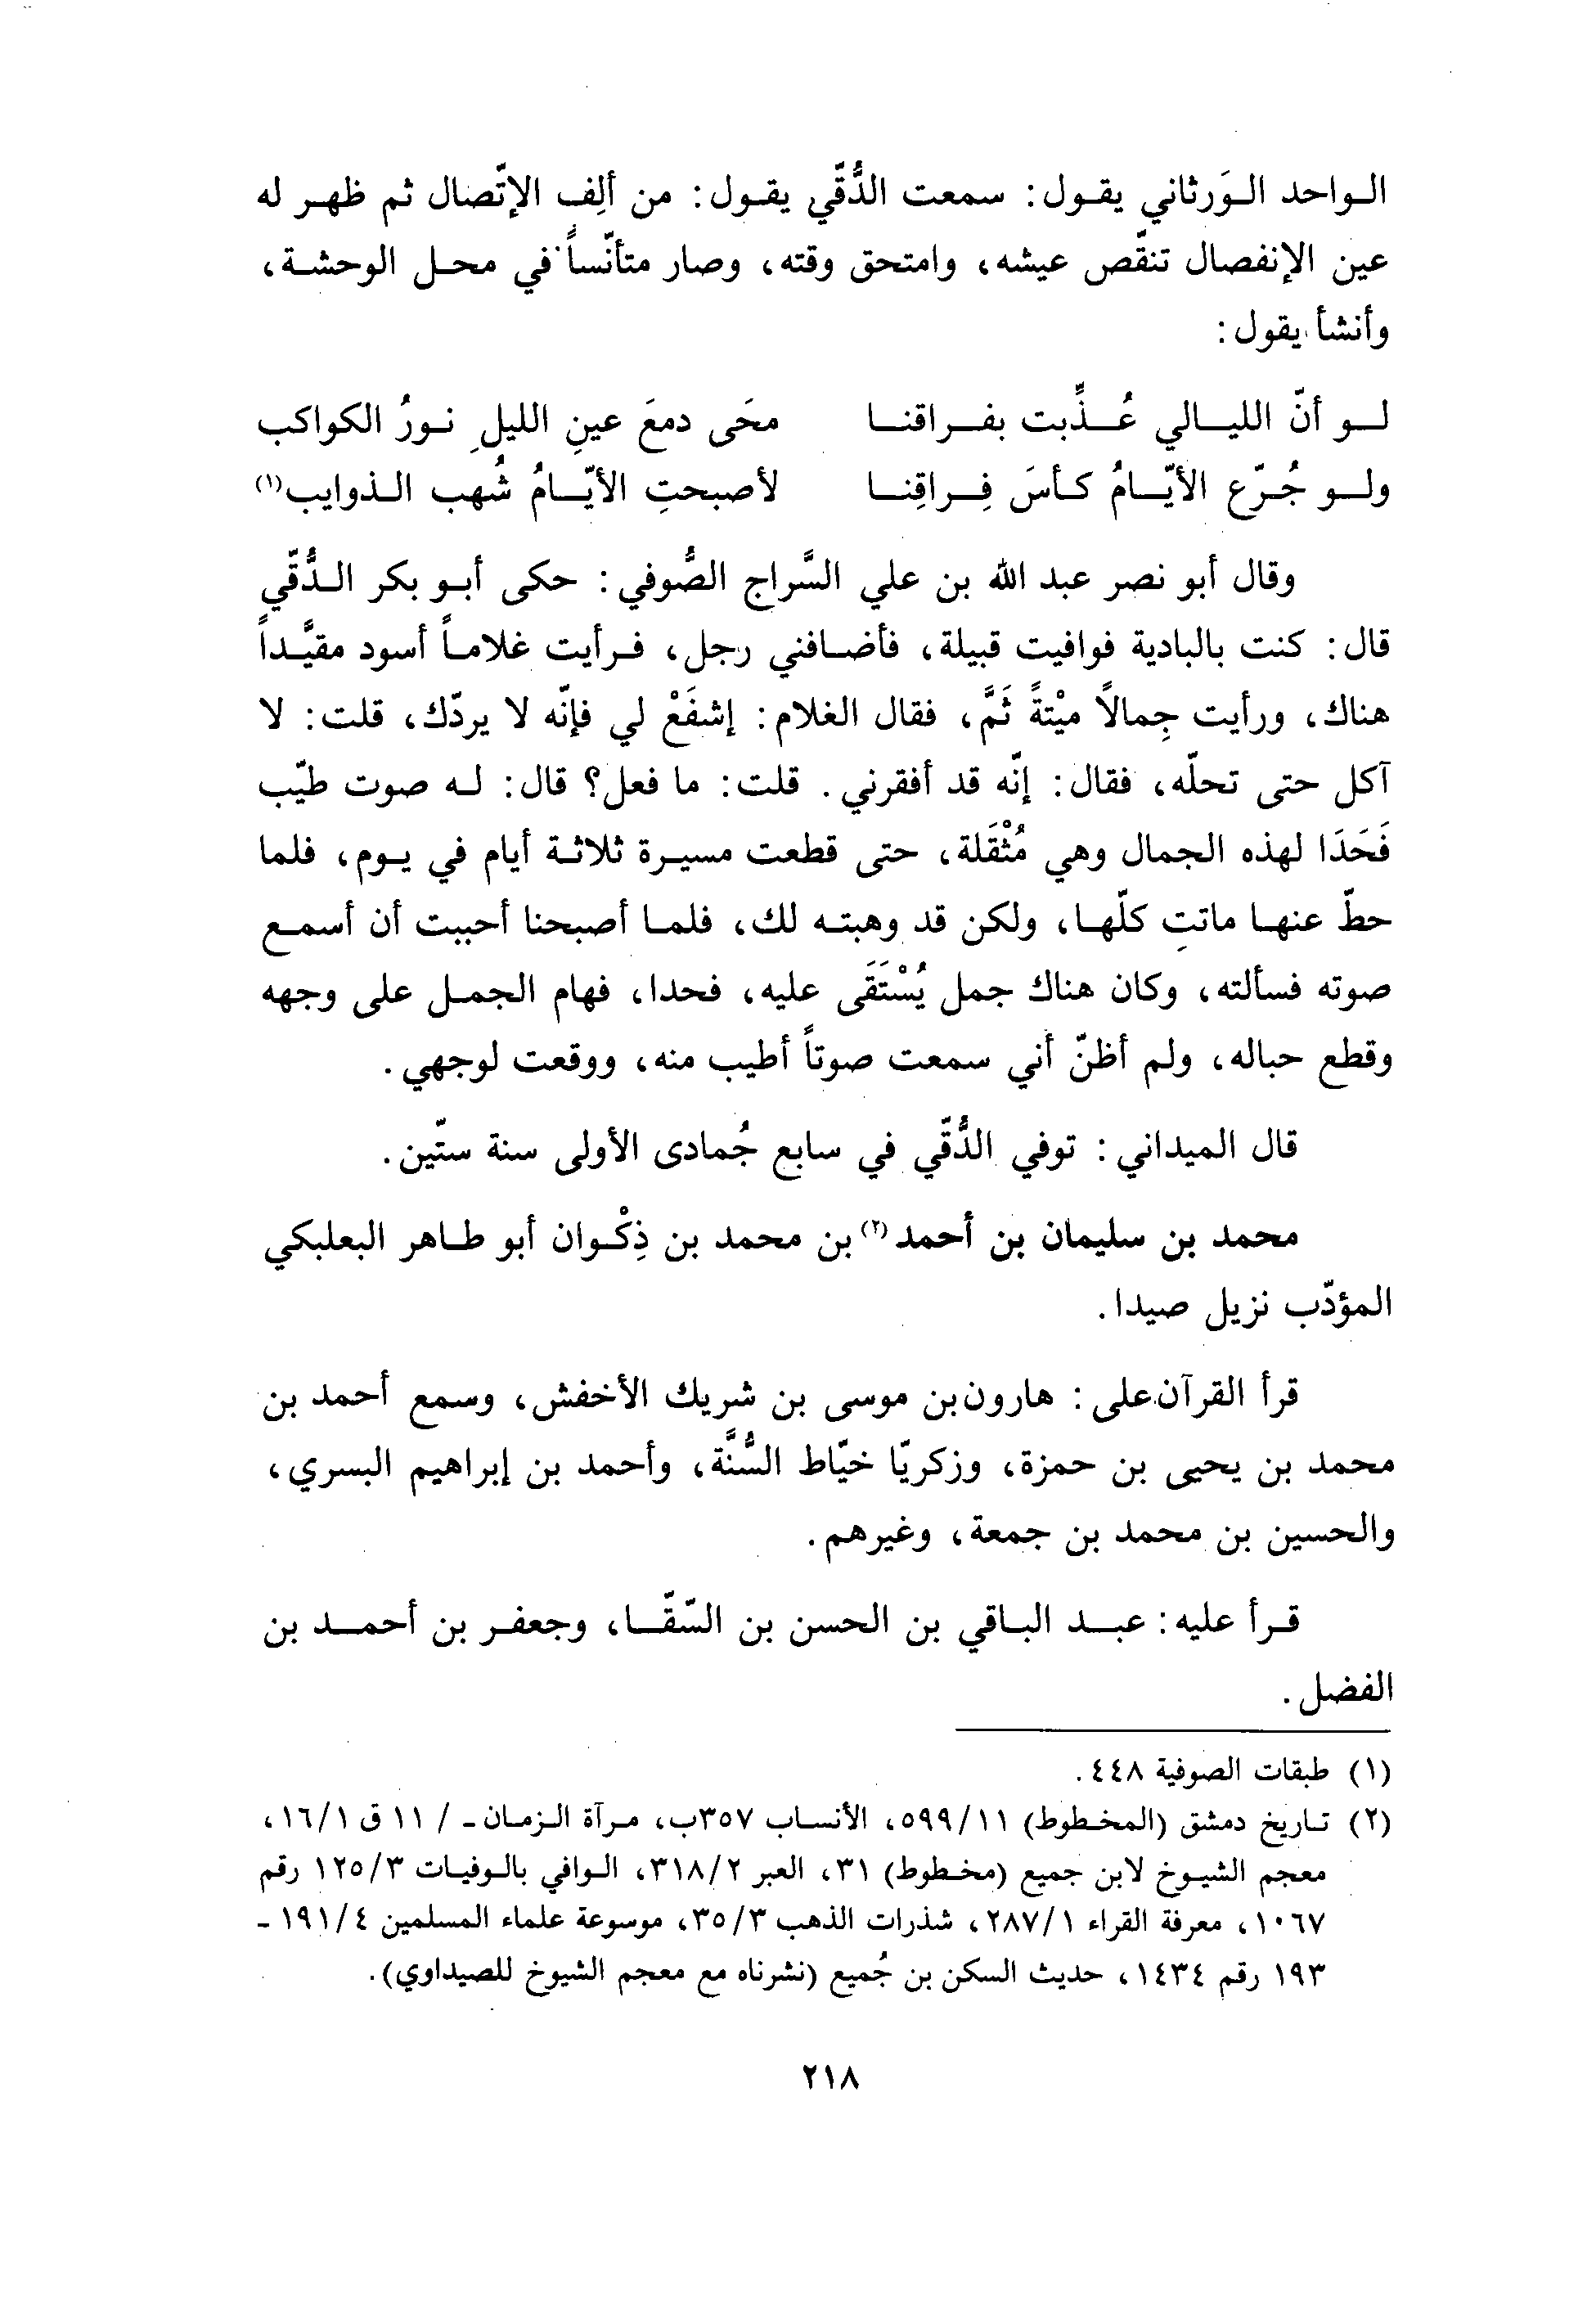 الواحد الوَرثاني يقول: سمعت الدُّقّي يقول: من ألِف الإتّصال ثم ظهر له
عين الإنفصال تنقّص عيشه، وامتحق وقته، وصار متأنّساً في محل الوحشة،
وأنشأ يقول:
لو أنّ الليالي عُذِّبت بفراقنا محَى دمعَ عينِ الليلِ نورُ الكواكب
ولو جُرّع الأيّامُ كأسَ فِراقِنا لأصبحتِ الأيّامُ شُهب الذوايب(١)
وقال أبو نصر عبد الله بن علي السَّراج الصُّوفي: حكى أبو بكر الدُّقّي
قال: كنت بالبادية فوافيت قبيلة، فأضافني رجل، فرأيت غلاماً أسود مقيَّداً
هناك، ورأيت جِمالاً ميْتةً ثَمَّ، فقال الغلام: إشفَعْ لي فإنّه لا يردّك، قلت: لا
آكل حتى تحلّه، فقال: إنّه قد أفقرني. قلت: ما فعل؟ قال: له صوت طيّب
فَحَدَا لهذه الجمال وهي مُثْقَلة، حتى قطعت مسيرة ثلاثة أيام في يوم، فلما
حطّ عنها ماتتِ كلّها، ولكن قد وهبته لك، فلما أصبحنا أحببت أن أسمع
صوته فسألته، وكان هناك جمل يُسْتَقَى عليه، فحدا، فهام الجمل على وجهه
وقطع حباله، ولم أظنّ أني سمعت صوتاً أطيب منه، ووقعت لوجهي.
قال الميداني: توفي الدُّقّي في سابع جُمادى الأولى سنة ستّين.
محمد بن سليمان بن أحمد(٢) بن محمد بن ذِكْوان أبو طاهر البعلبكي
المؤدّب نزيل صيدا.
قرأ القرآن على: هارون بن موسى بن شريك الأخفش، وسمع أحمد بن
محمد بن يحيى بن حمزة، وزكريّا خيّاط السُّنَّة، وأحمد بن إبراهيم البسري،
والحسين بن محمد بن جمعة، وغيرهم.
قرأ عليه: عبد الباقي بن الحسن بن السّقّا، وجعفر بن أحمد بن
الفضل.
(١) طبقات الصوفية ٤٤٨.
(٢) تاريخ دمشق (المخطوط) ٥٩٩/١١، الأنساب ٣٥٧ب، مرآة الزمان - / ١١ ق ١٦/١،
معجم الشيوخ لابن جميع (مخطوط) ٣١، العبر ٣١٨/٢، الوافي بالوفيات ١٢٥/٣ رقم
١٠٦٧، معرفة القراء ٢٨٧/١، شذرات الذهب ٣٥/٣، موسوعة علماء المسلمين ١٩١/٤ -
١٩٣ رقم ١٤٣٤، حديث السكن بن جُميع (نشرناه مع معجم الشيوخ للصيداوي).
٢١٨